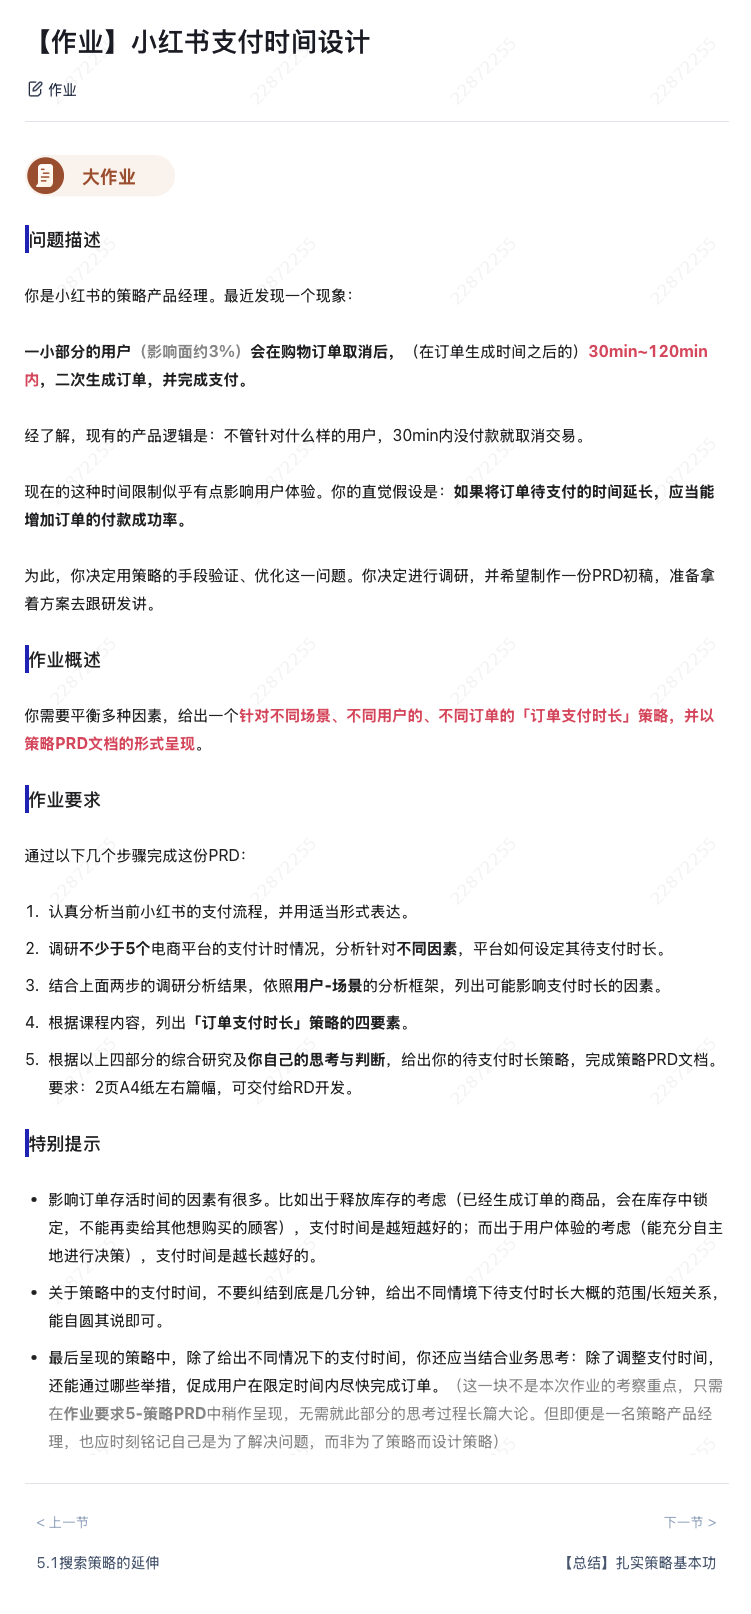 【作业】小红书支付时间设计
作业
大作业
问题描述
你是小红书的策略产品经理。最近发现一个现象：
一小部分的用户（影响面约3%）会在购物订单取消后，（在订单生成时间之后的）30min~120min
内，二次生成订单，并完成支付。
经了解，现有的产品逻辑是：不管针对什么样的用户，30min内没付款就取消交易。
现在的这种时间限制似乎有点影响用户体验。你的直觉假设是：如果将订单待支付的时间延长，应当能
增加订单的付款成功率。
为此，你决定用策略的手段验证、优化这一问题。你决定进行调研，并希望制作一份PRD初稿，准备拿
着方案去跟研发讲。
作业概述
你需要平衡多种因素，给出一个针对不同场景、不同用户的、不同订单的「订单支付时长」策略，并以
策略PRD文档的形式呈现。
作业要求
通过以下几个步骤完成这份PRD：
1. 认真分析当前小红书的支付流程，并用适当形式表达。
2. 调研不少于5个电商平台的支付计时情况，分析针对不同因素，平台如何设定其待支付时长。
3. 结合上面两步的调研分析结果，依照用户-场景的分析框架，列出可能影响支付时长的因素。
4. 根据课程内容，列出「订单支付时长」策略的四要素。
5. 根据以上四部分的综合研究及你自己的思考与判断，给出你的待支付时长策略，完成策略PRD文档。
要求：2页A4纸左右篇幅，可交付给RD开发。
特别提示
• 影响订单存活时间的因素有很多。比如出于释放库存的考虑（已经生成订单的商品，会在库存中锁
定，不能再卖给其他想购买的顾客），支付时间是越短越好的；而出于用户体验的考虑（能充分自主
地进行决策），支付时间是越长越好的。
• 关于策略中的支付时间，不要纠结到底是几分钟，给出不同情境下待支付时长大概的范围/长短关系，
能自圆其说即可。
• 最后呈现的策略中，除了给出不同情况下的支付时间，你还应当结合业务思考：除了调整支付时间，
还能通过哪些举措，促成用户在限定时间内尽快完成订单。（这一块不是本次作业的考察重点，只需
在作业要求5-策略PRD中稍作呈现，无需就此部分的思考过程长篇大论。但即便是一名策略产品经
理，也应时刻铭记自己是为了解决问题，而非为了策略而设计策略）
< 上一节
下一节 >
5.1搜索策略的延伸
【总结】扎实策略基本功
22872255